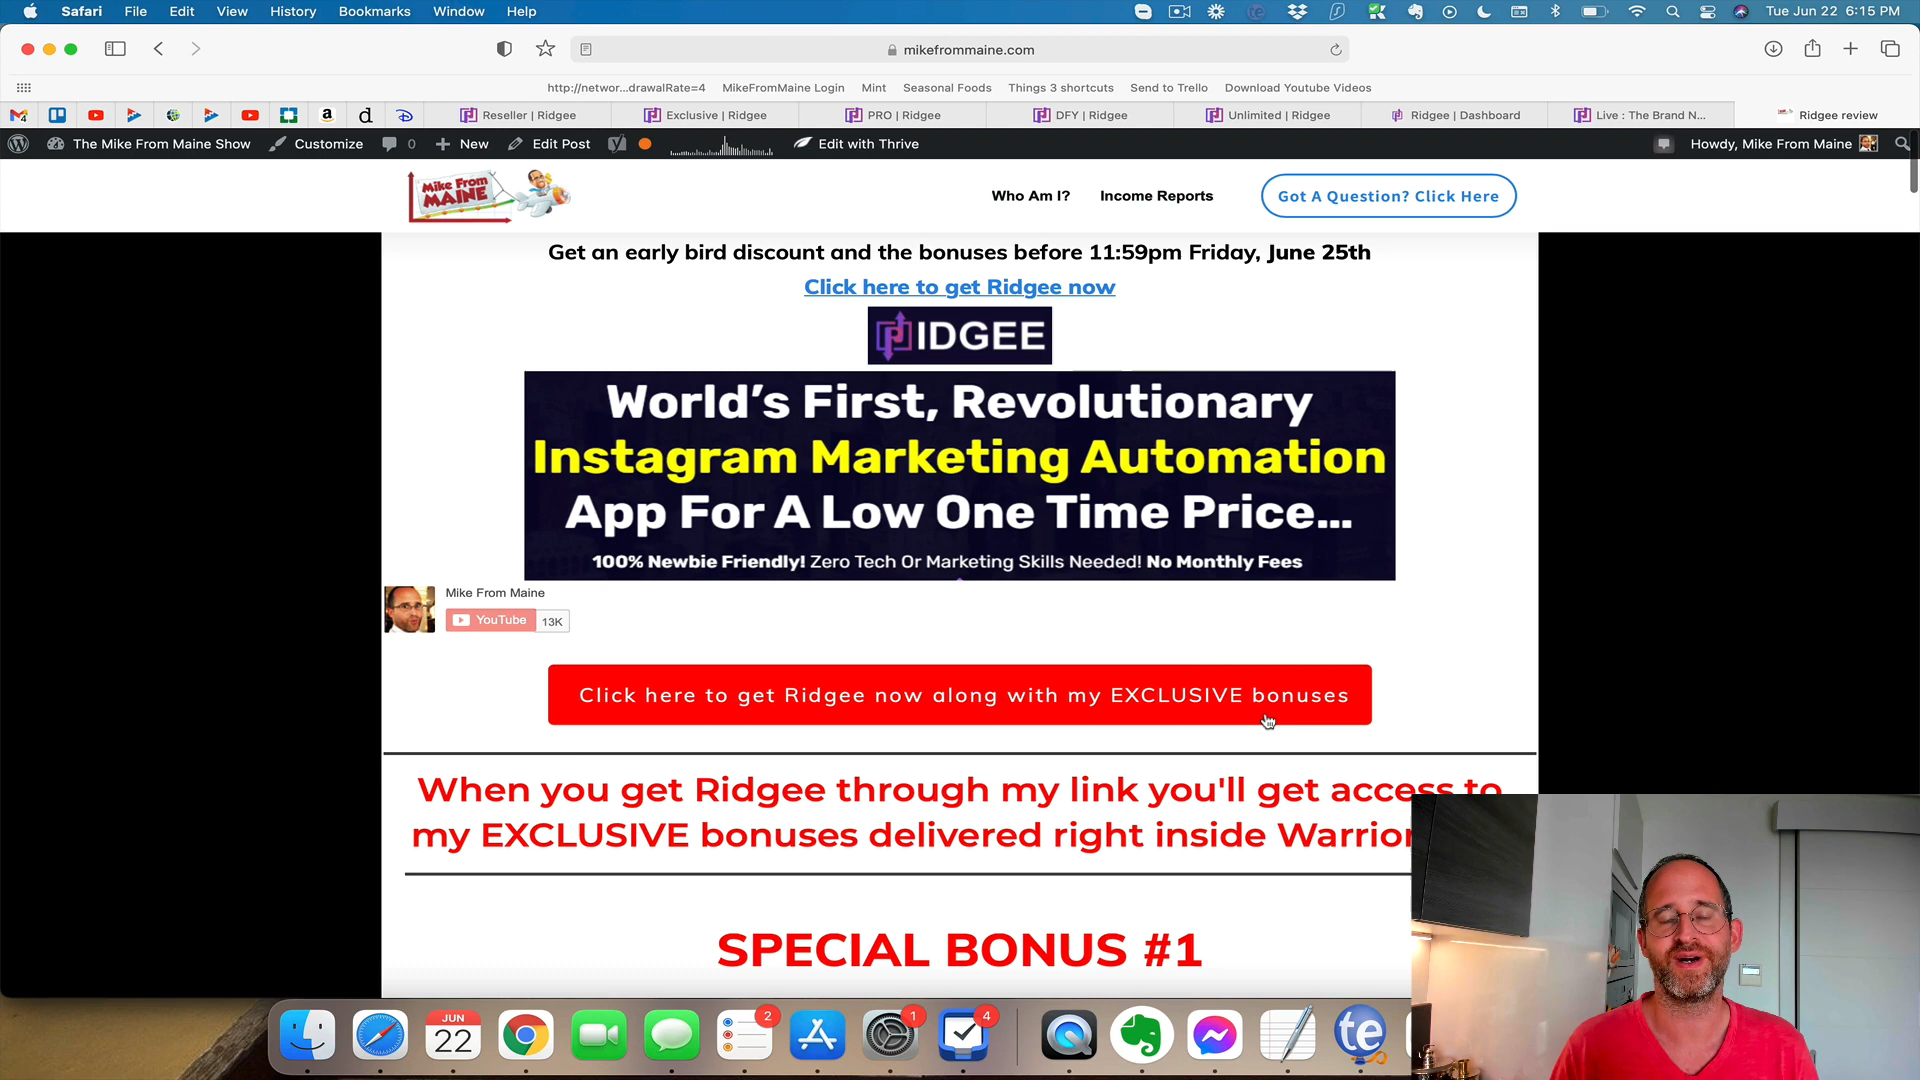 Safari File Edit View History Bookmarks Window Help Tue Jun 22 6:15 PM
mikefrommaine.com
http://networ...drawalRate=4 MikeFromMaine Login Mint Seasonal Foods Things 3 shortcuts Send to Trello Download Youtube Videos
Reseller | Ridgee Exclusive | Ridgee PRO | Ridgee DFY | Ridgee Unlimited | Ridgee Ridgee | Dashboard Live : The Brand N... Ridgee review
The Mike From Maine Show Customize 0 New Edit Post Edit with Thrive Howdy, Mike From Maine
Mike From
MAINE
Who Am I? Income Reports Got A Question? Click Here
Get an early bird discount and the bonuses before 11:59pm Friday, June 25th
Click here to get Ridgee now
RIDGEE
World's First, Revolutionary
Instagram Marketing Automation
App For A Low One Time Price...
100% Newbie Friendly! Zero Tech Or Marketing Skills Needed! No Monthly Fees
Mike From Maine
YouTube 13K
Click here to get Ridgee now along with my EXCLUSIVE bonuses
When you get Ridgee through my link you'll get access to
my EXCLUSIVE bonuses delivered right inside Warrior
SPECIAL BONUS #1
JUN
22
2
1
4
te